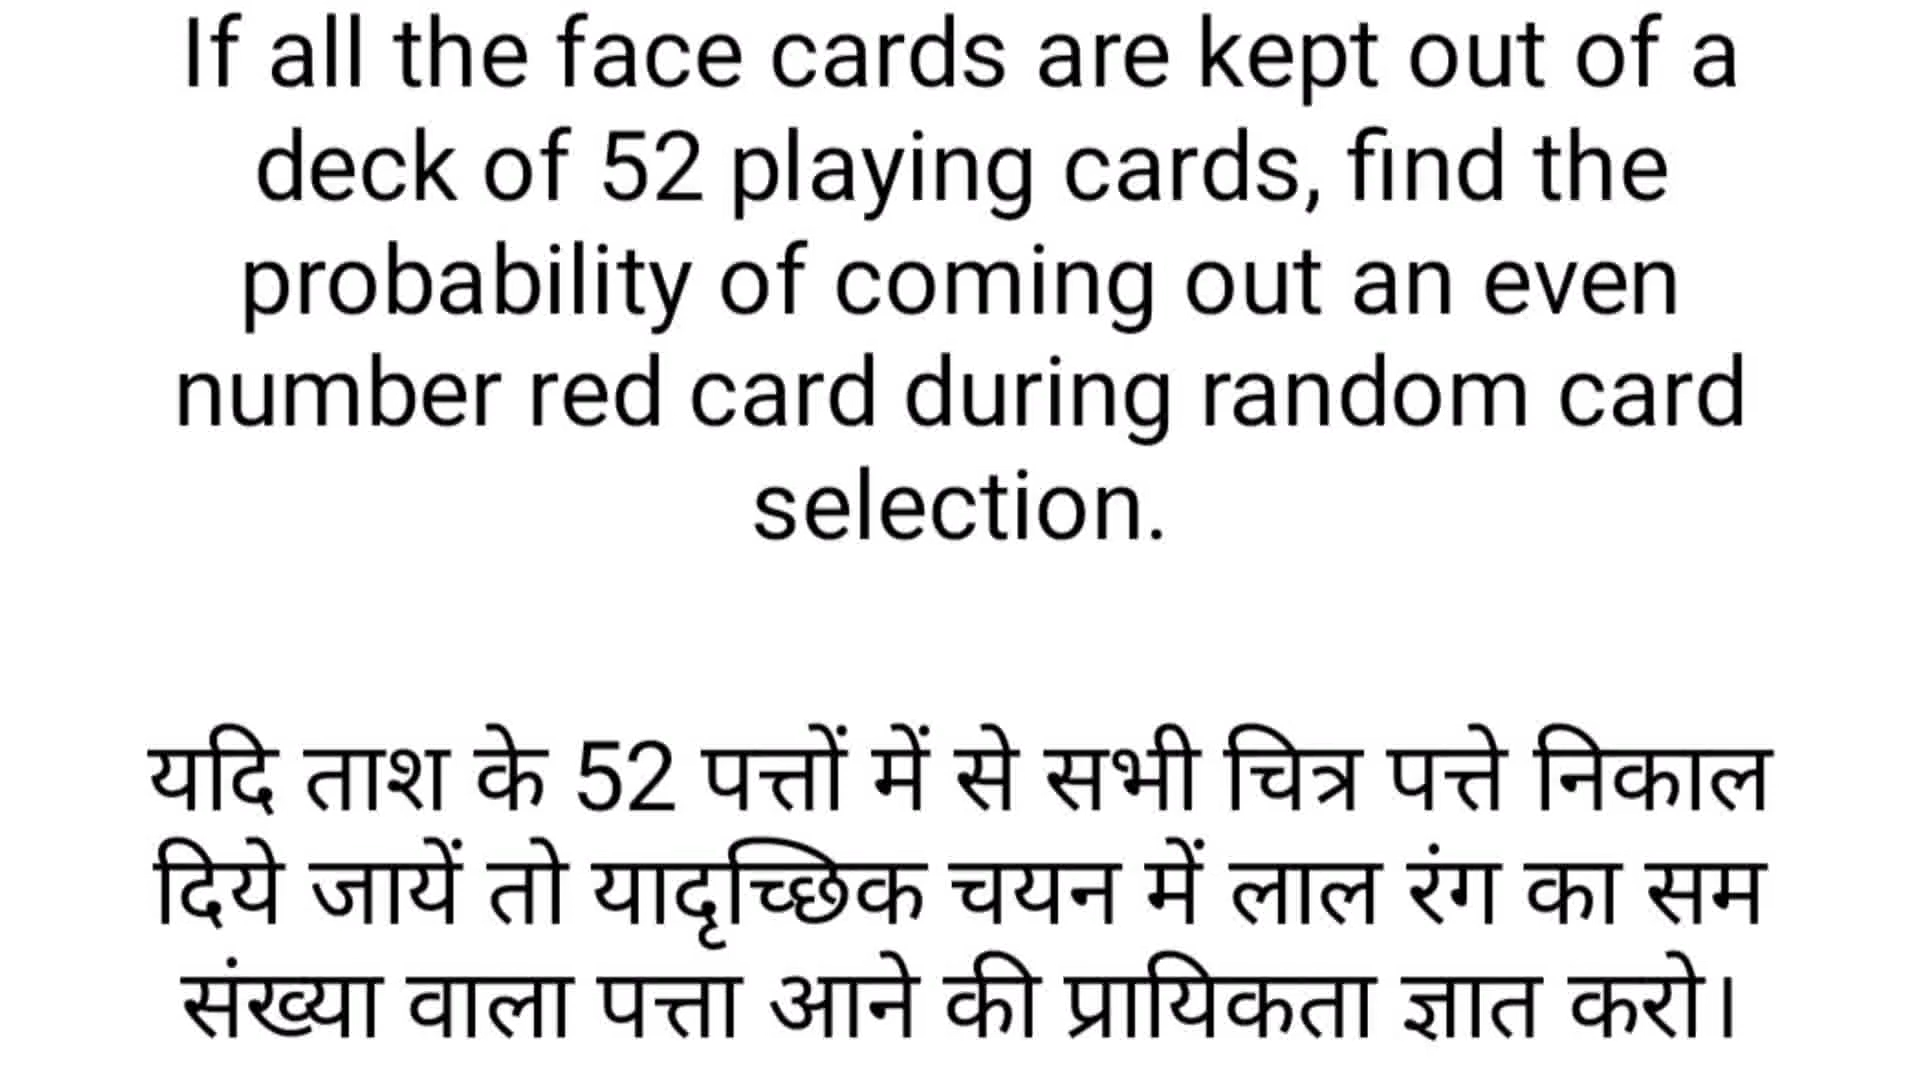 If all the face cards are kept out of a
deck of 52 playing cards, find the
probability of coming out an even
number red card during random card
selection.
यदि ताश के 52 पत्तों में से सभी चित्र पत्ते निकाल
दिये जायें तो यादृच्छिक चयन में लाल रंग का सम
संख्या वाला पत्ता आने की प्रायिकता ज्ञात करो।